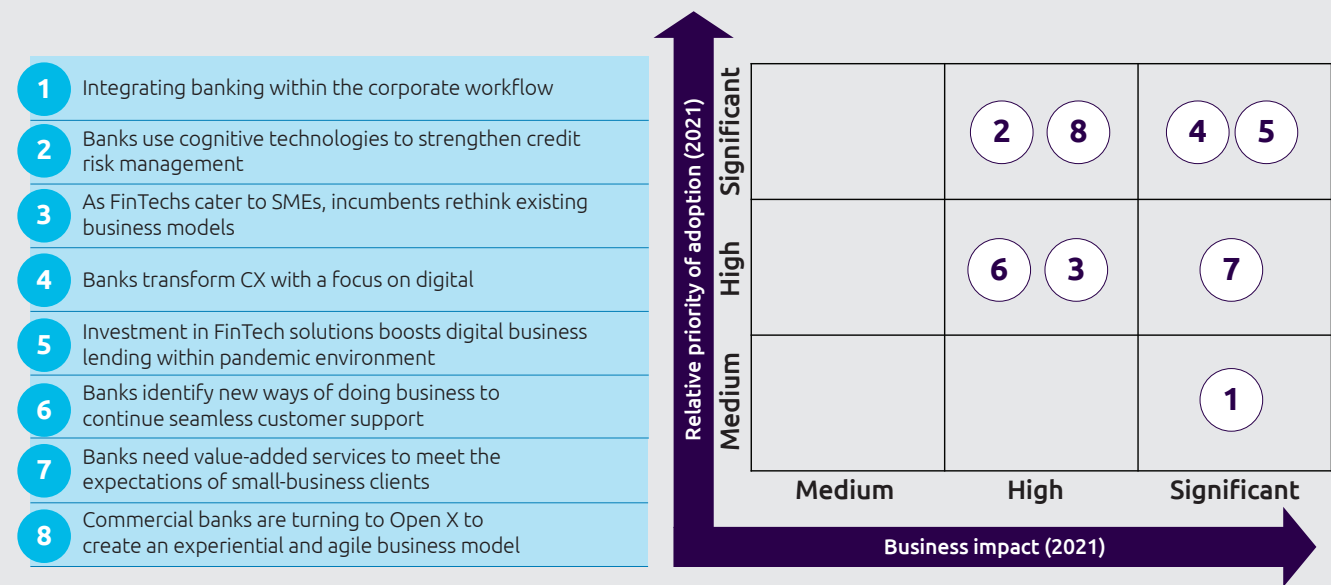 1
Integrating banking within the corporate workflow
2
Banks use cognitive technologies to strengthen credit
risk management
3
As FinTechs cater to SMEs, incumbents rethink existing
business models
4
Banks transform CX with a focus on digital
5
Investment in FinTech solutions boosts digital business
lending within pandemic environment
6
Banks identify new ways of doing business to
continue seamless customer support
7
Banks need value-added services to meet the
expectations of small-business clients
8
Commercial banks are turning to Open X to
create an experiential and agile business model
Relative priority of adoption (2021)
Significant
2 8 4 5
High
6 3 7
Medium
1
Medium High Significant
Business impact (2021)